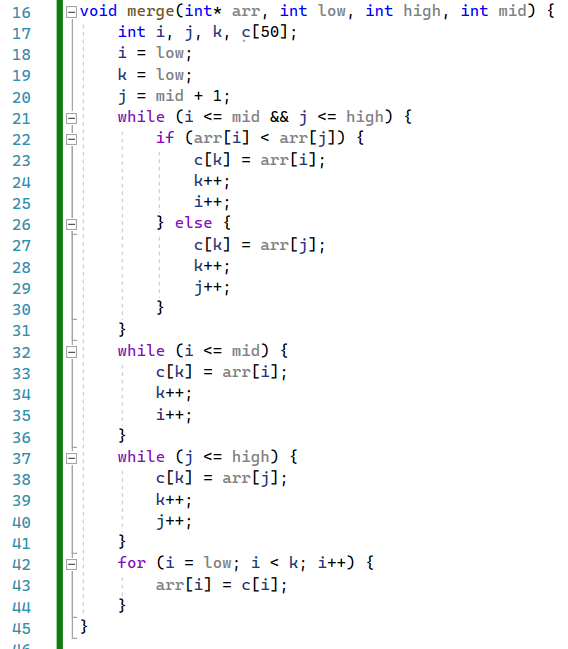 16 void merge(int* arr, int low, int high, int mid) {
17     int i, j, k, c[50];
18     i = low;
19     k = low;
20     j = mid + 1;
21     while (i <= mid && j <= high) {
22         if (arr[i] < arr[j]) {
23             c[k] = arr[i];
24             k++;
25             i++;
26         } else {
27             c[k] = arr[j];
28             k++;
29             j++;
30         }
31     }
32     while (i <= mid) {
33         c[k] = arr[i];
34         k++;
35         i++;
36     }
37     while (j <= high) {
38         c[k] = arr[j];
39         k++;
40         j++;
41     }
42     for (i = low; i < k; i++) {
43         arr[i] = c[i];
44     }
45 }